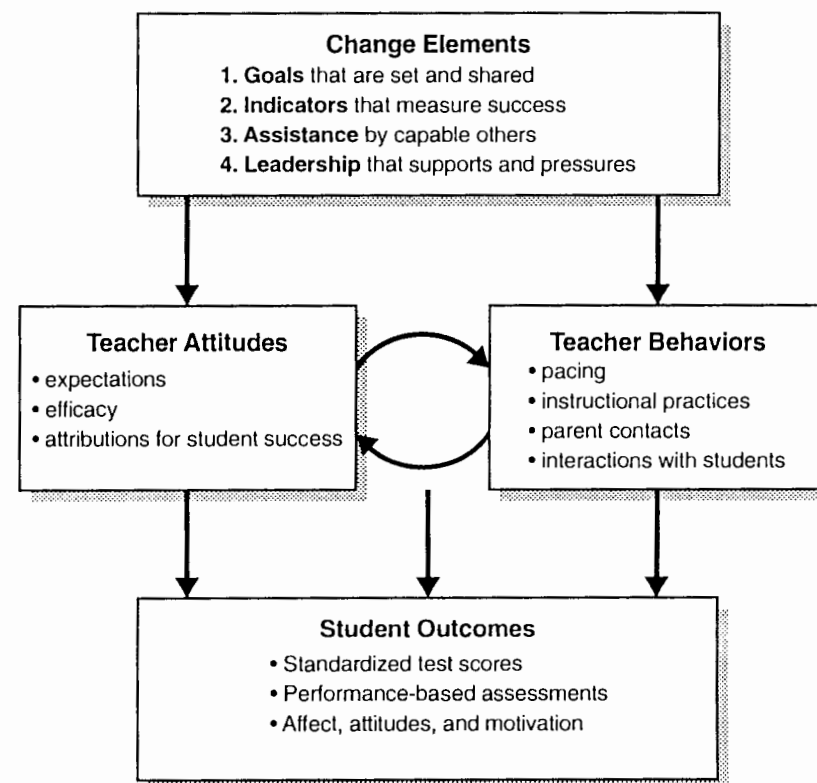 Change Elements
1. Goals that are set and shared
2. Indicators that measure success
3. Assistance by capable others
4. Leadership that supports and pressures
Teacher Attitudes
• expectations
• efficacy
• attributions for student success
Teacher Behaviors
• pacing
• instructional practices
• parent contacts
• interactions with students
Student Outcomes
• Standardized test scores
• Performance-based assessments
• Affect, attitudes, and motivation